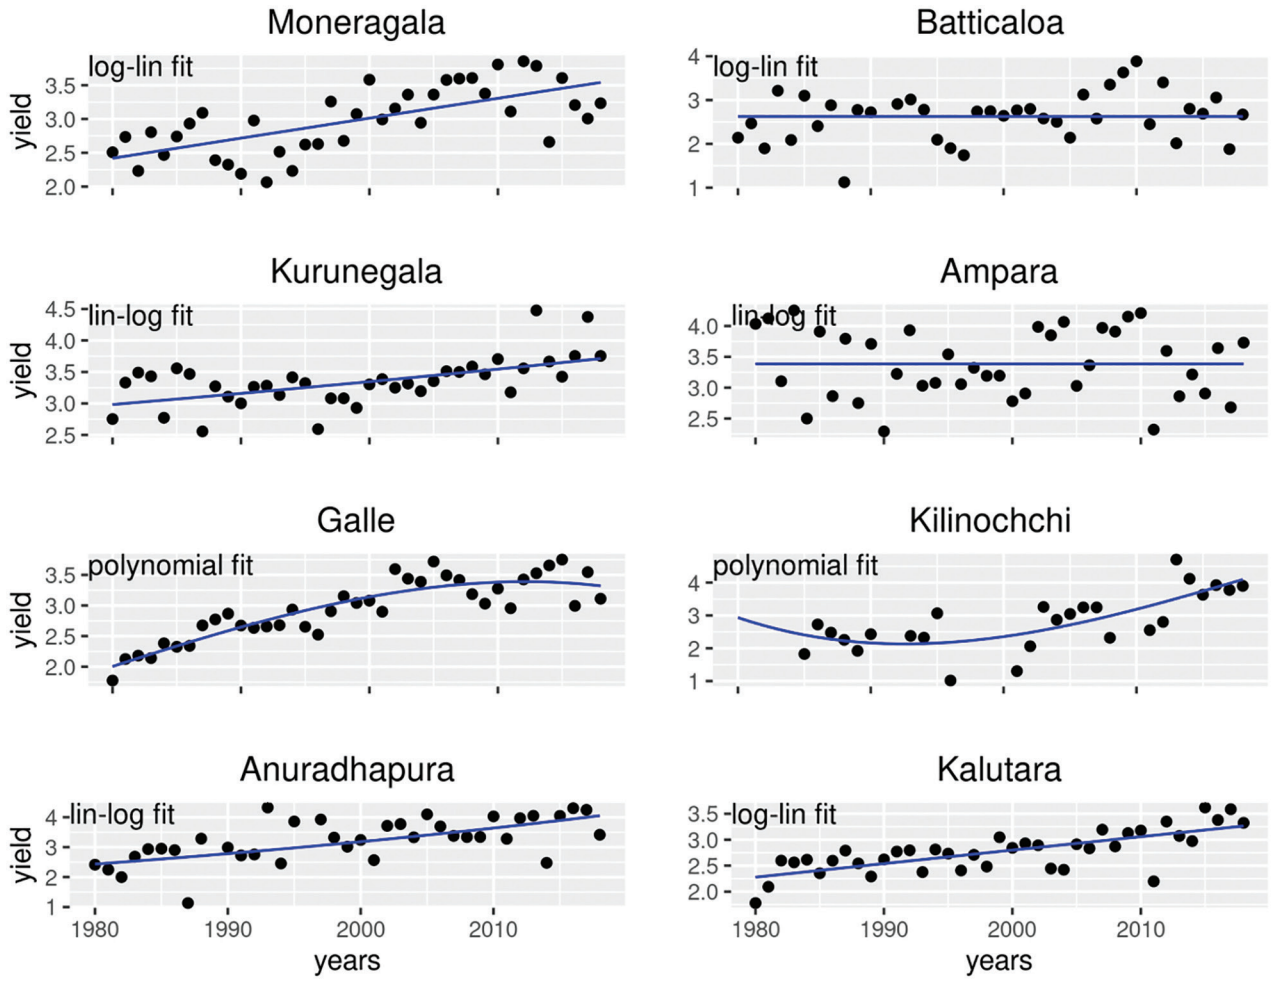 Moneragala
log-lin fit
yield
3.5
3.0
2.5
2.0
Batticaloa
log-lin fit
4
3
2
1
Kurunegala
lin-log fit
yield
4.5
4.0
3.5
3.0
2.5
Ampara
lin-log fit
4.0
3.5
3.0
2.5
Galle
polynomial fit
yield
3.5
3.0
2.5
2.0
Kilinochchi
polynomial fit
4
3
2
1
Anuradhapura
lin-log fit
yield
4
3
2
1
1980 1990 2000 2010
years
Kalutara
log-lin fit
3.5
3.0
2.5
2.0
1980 1990 2000 2010
years